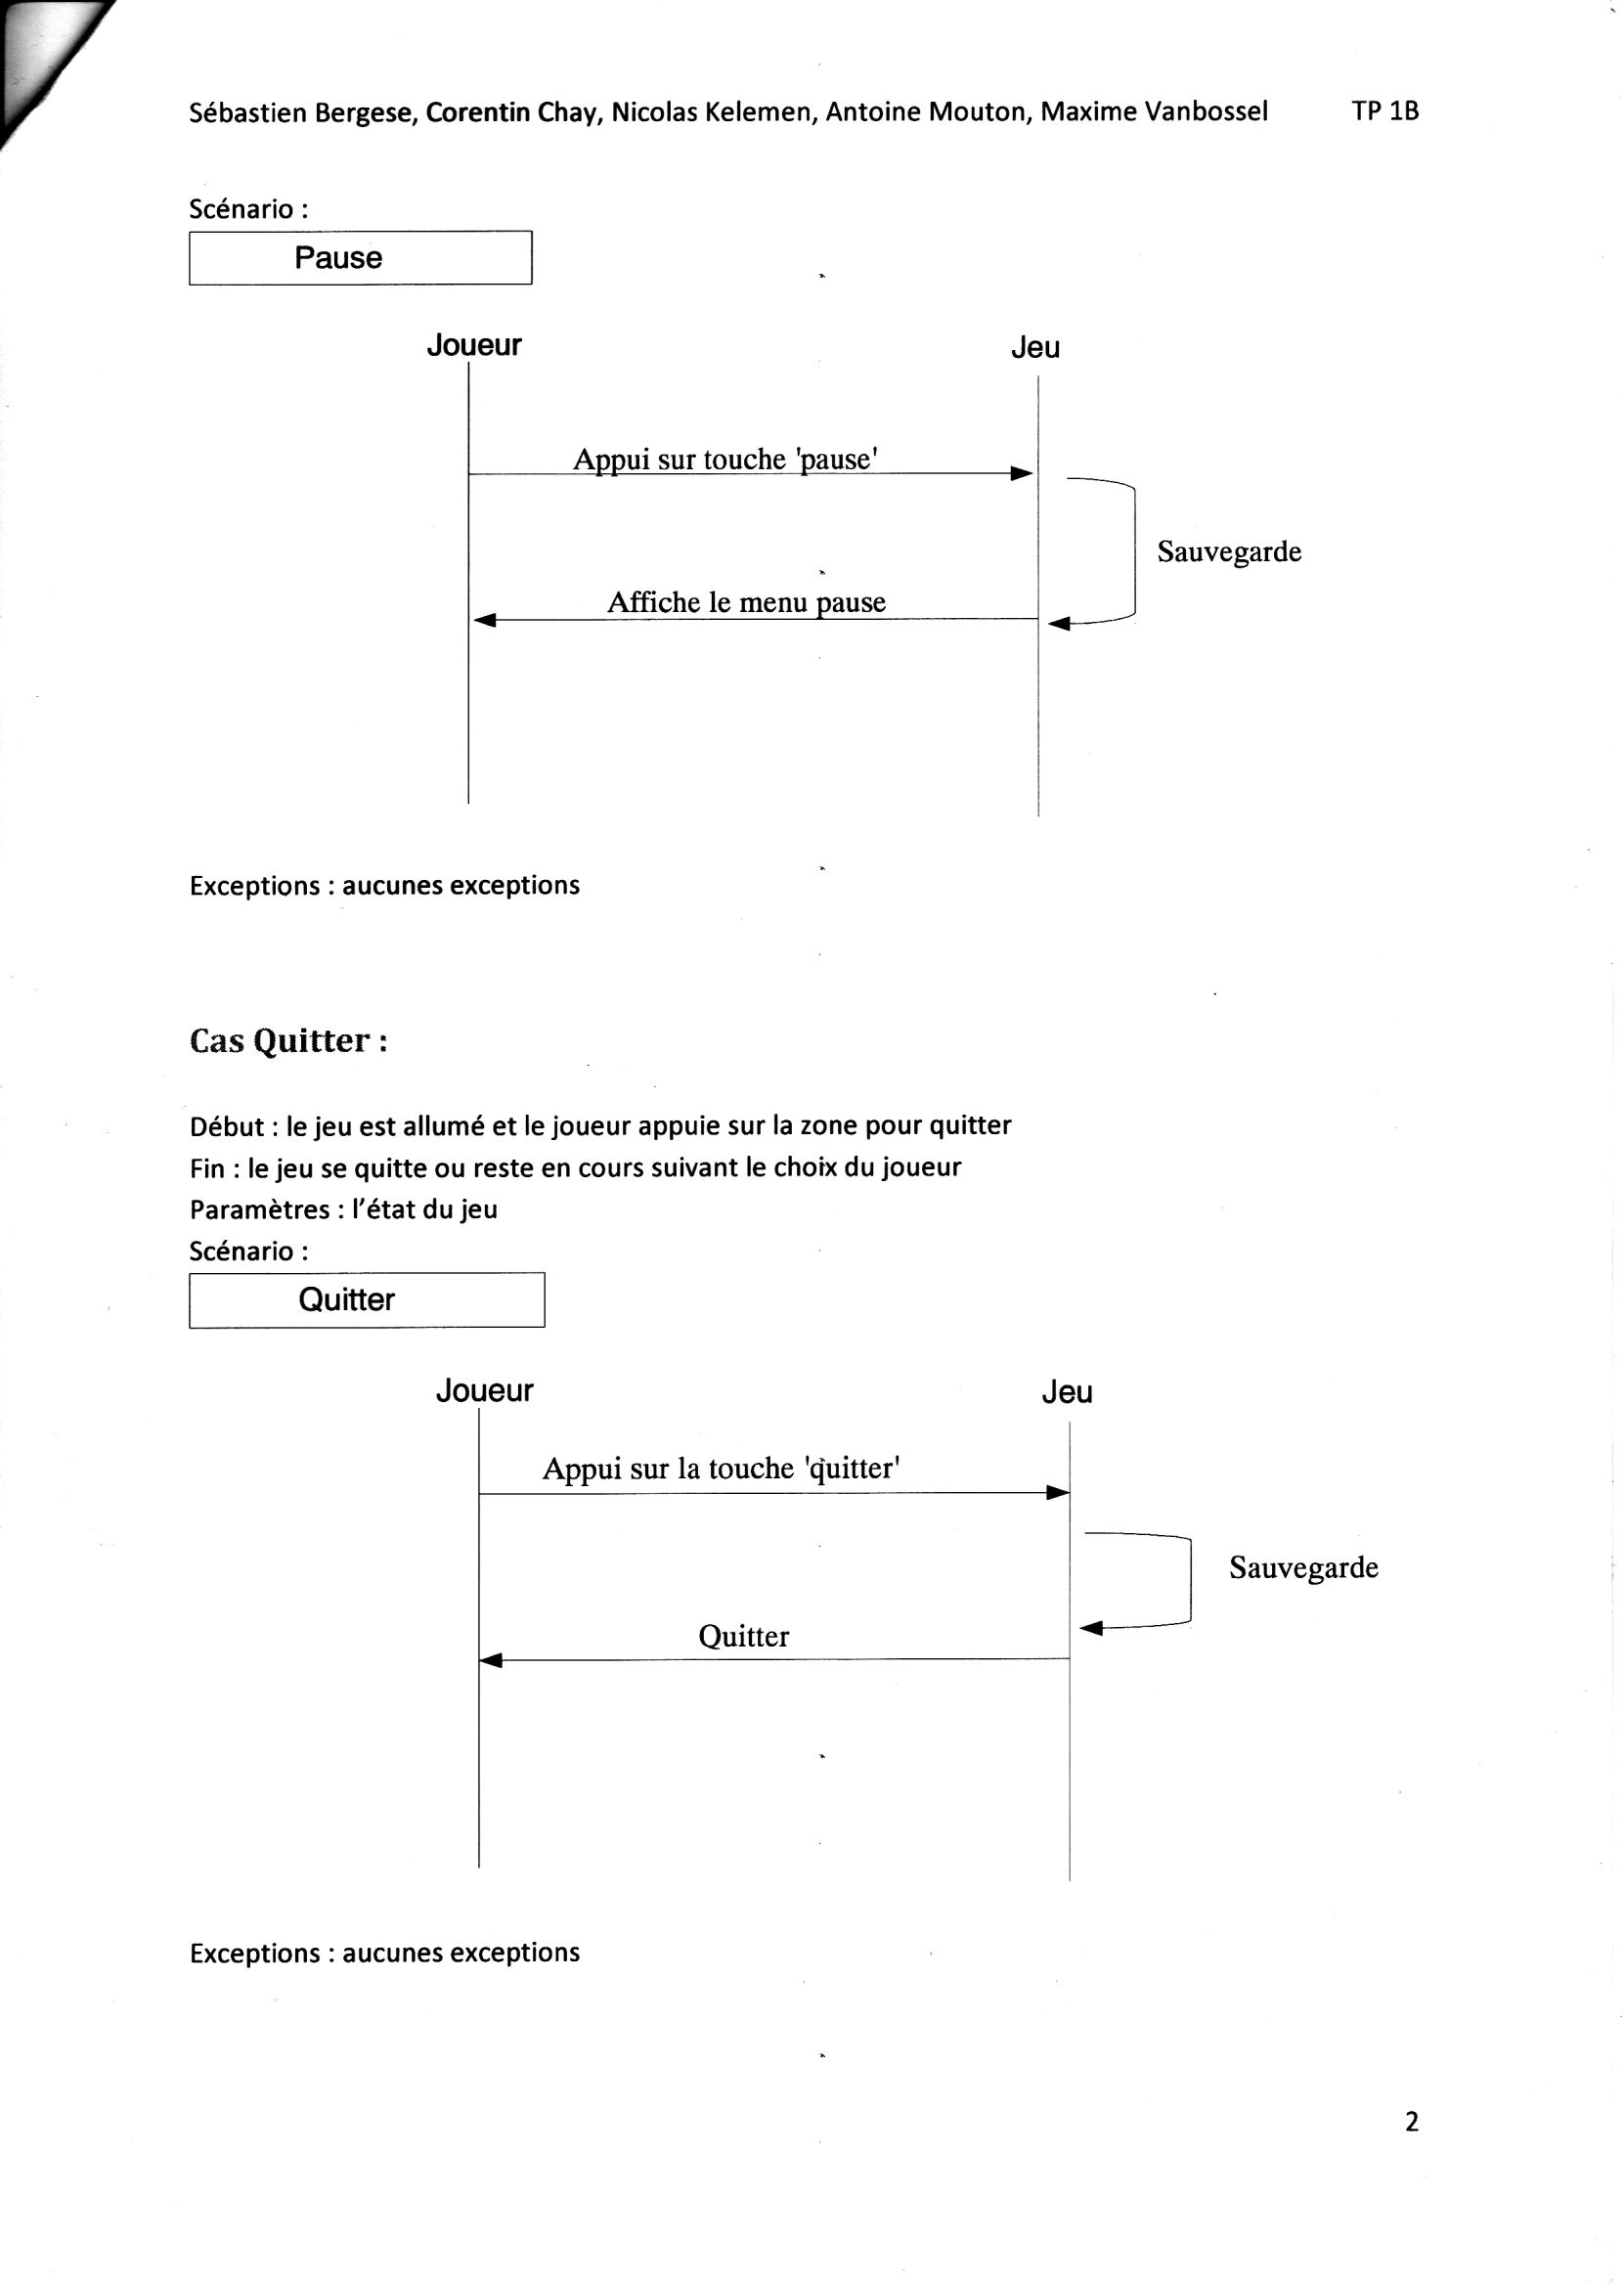 Sébastien Bergese, Corentin Chay, Nicolas Kelemen, Antoine Mouton, Maxime Vanbossel TP 1B
Scénario :
Pause
Joueur Jeu
Appui sur touche 'pause'
Sauvegarde
Affiche le menu pause
Exceptions : aucunes exceptions
Cas Quitter :
Début : le jeu est allumé et le joueur appuie sur la zone pour quitter
Fin : le jeu se quitte ou reste en cours suivant le choix du joueur
Paramètres : l'état du jeu
Scénario :
Quitter
Joueur Jeu
Appui sur la touche 'quitter'
Sauvegarde
Quitter
Exceptions : aucunes exceptions
2